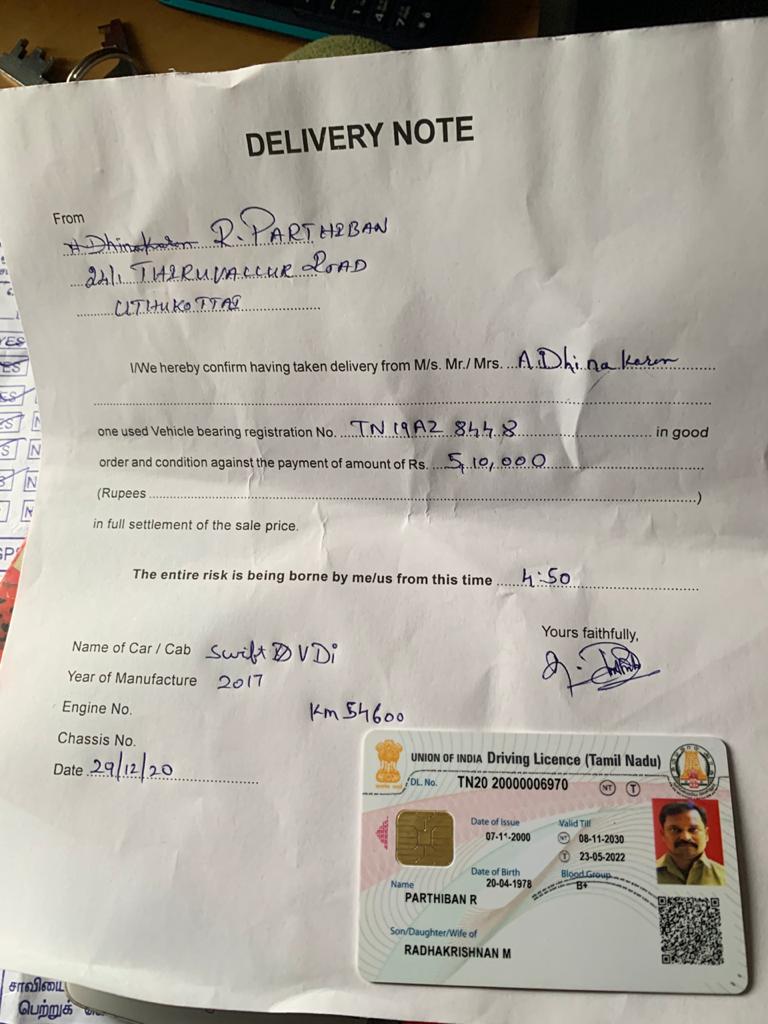 DELIVERY NOTE
From
A Dhinakaran R. PARTHIBAN
24/1 THIRUVALLUR ROAD
UTHUKOTTAI
I/We hereby confirm having taken delivery from M/s. Mr./ Mrs. A. Dhinakaren
one used Vehicle bearing registration No. TN 19AZ 8448 in good
order and condition against the payment of amount of Rs. 5,10,000
(Rupees )
in full settlement of the sale price.
The entire risk is being borne by me/us from this time 4:50
Yours faithfully,
Name of Car / Cab Swift VDi
Year of Manufacture 2017
Engine No. Km 54600
Chassis No.
Date 29/12/20
UNION OF INDIA Driving Licence (Tamil Nadu)
DL. No. TN20 20000006970 NT T
Date of Issue Valid Till
07-11-2000 NT 08-11-2030
T 23-05-2022
Date of Birth Blood Group
20-04-1978 B+
Name
PARTHIBAN R
Son/Daughter/Wife of
RADHAKRISHNAN M
YES
சாவியை
பெற்றுக்